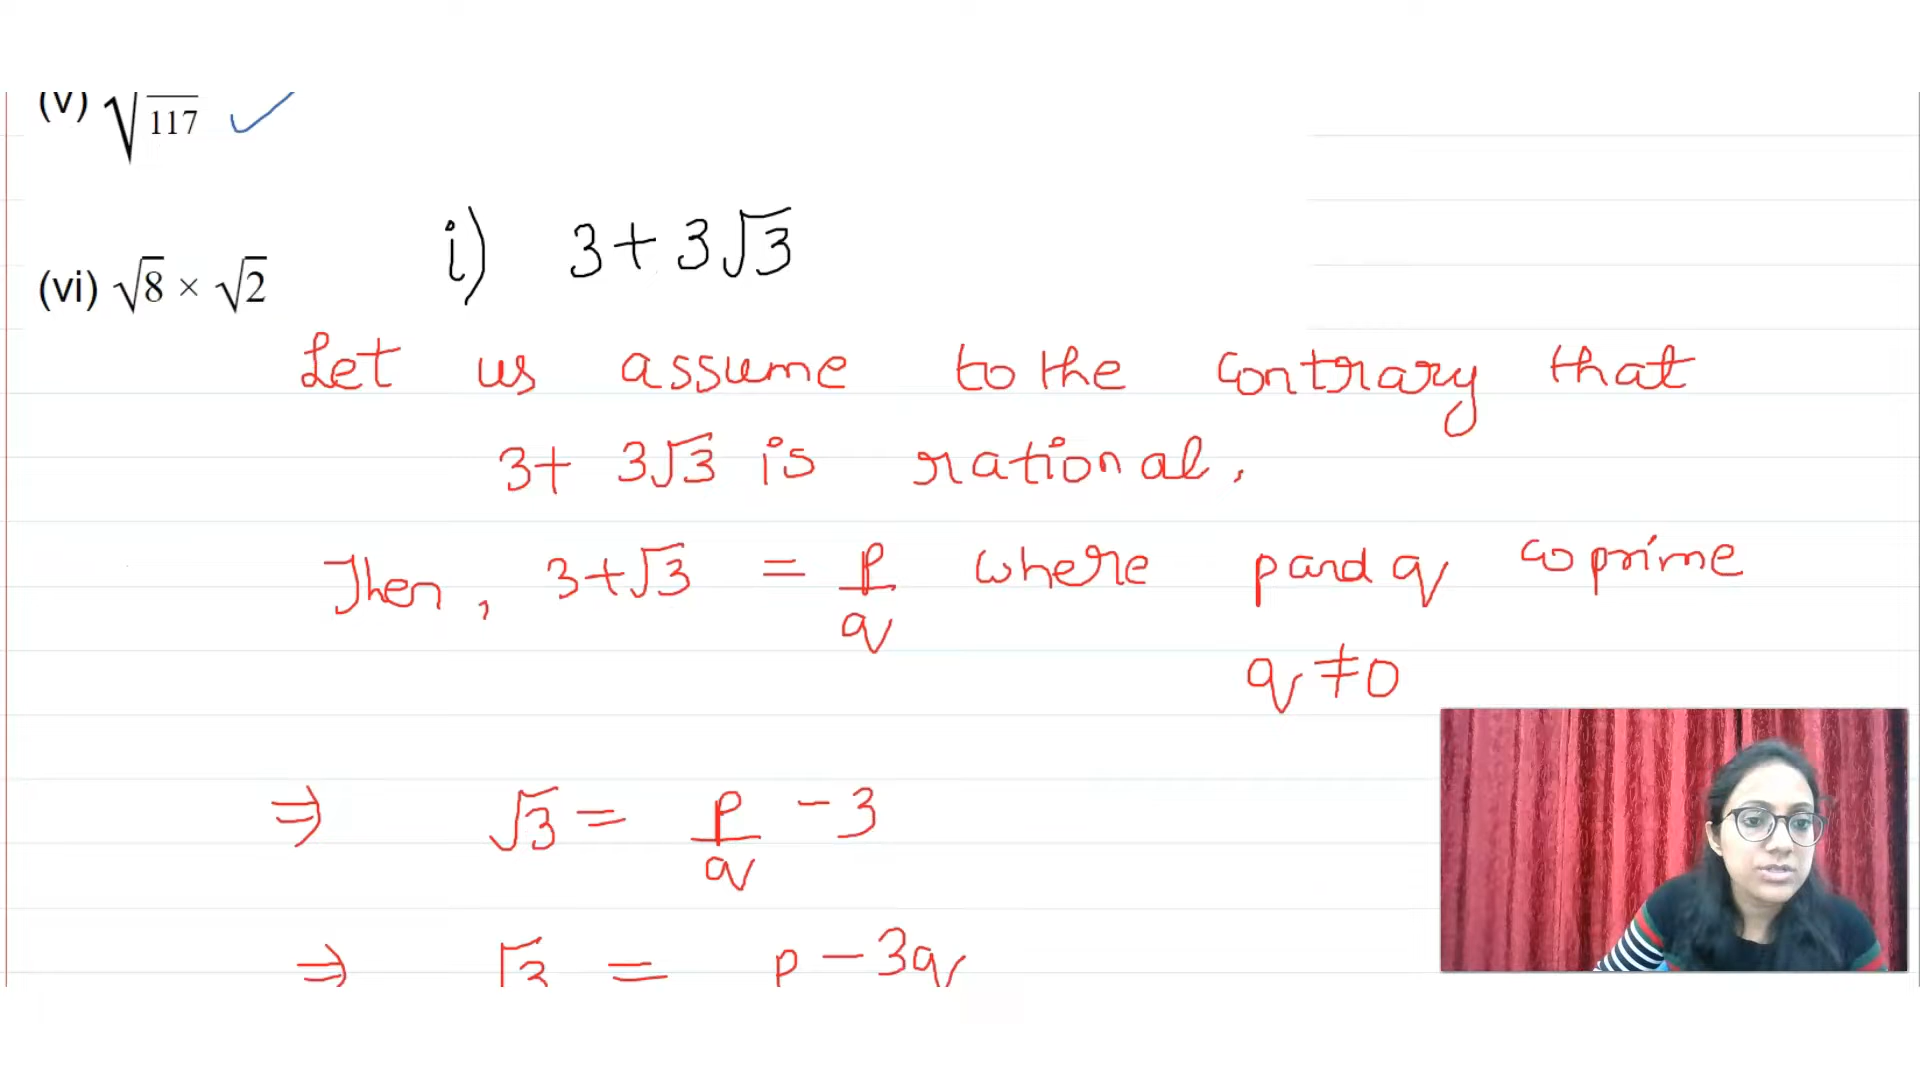 (v) √117
i) 3+3√3
(vi) √8 × √2
Let us assume to the contrary that
3+ 3√3 is rational.
Then, 3+√3 = p/q where p and q coprime
q≠0
⇒ √3 = p/q - 3
⇒ √3 = p-3q